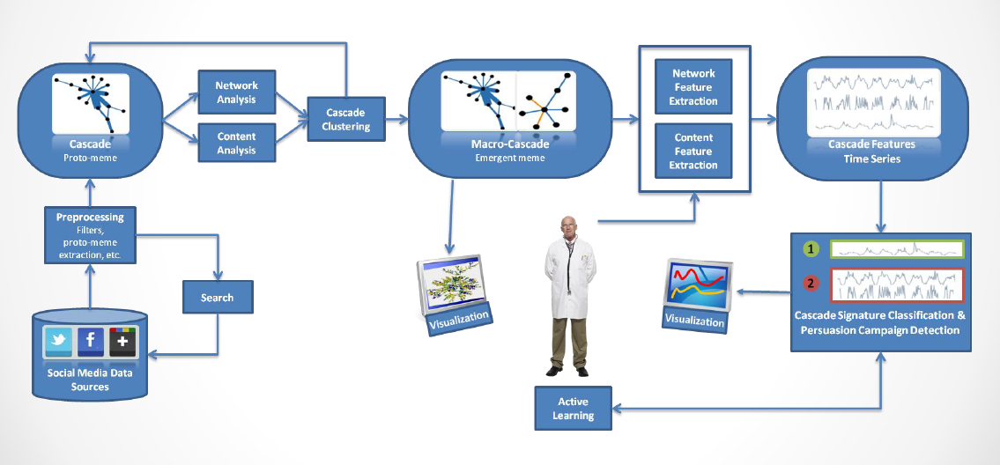 Cascade
Proto-meme
Network
Analysis
Content
Analysis
Cascade
Clustering
Macro-Cascade
Emergent meme
Network
Feature
Extraction
Content
Feature
Extraction
Cascade Features
Time Series
Preprocessing
Filters,
proto-meme
extraction, etc.
Search
f
+
Social Media Data
Sources
Visualization
Visualization
1
2
Cascade Signature Classification &
Persuasion Campaign Detection
Active
Learning